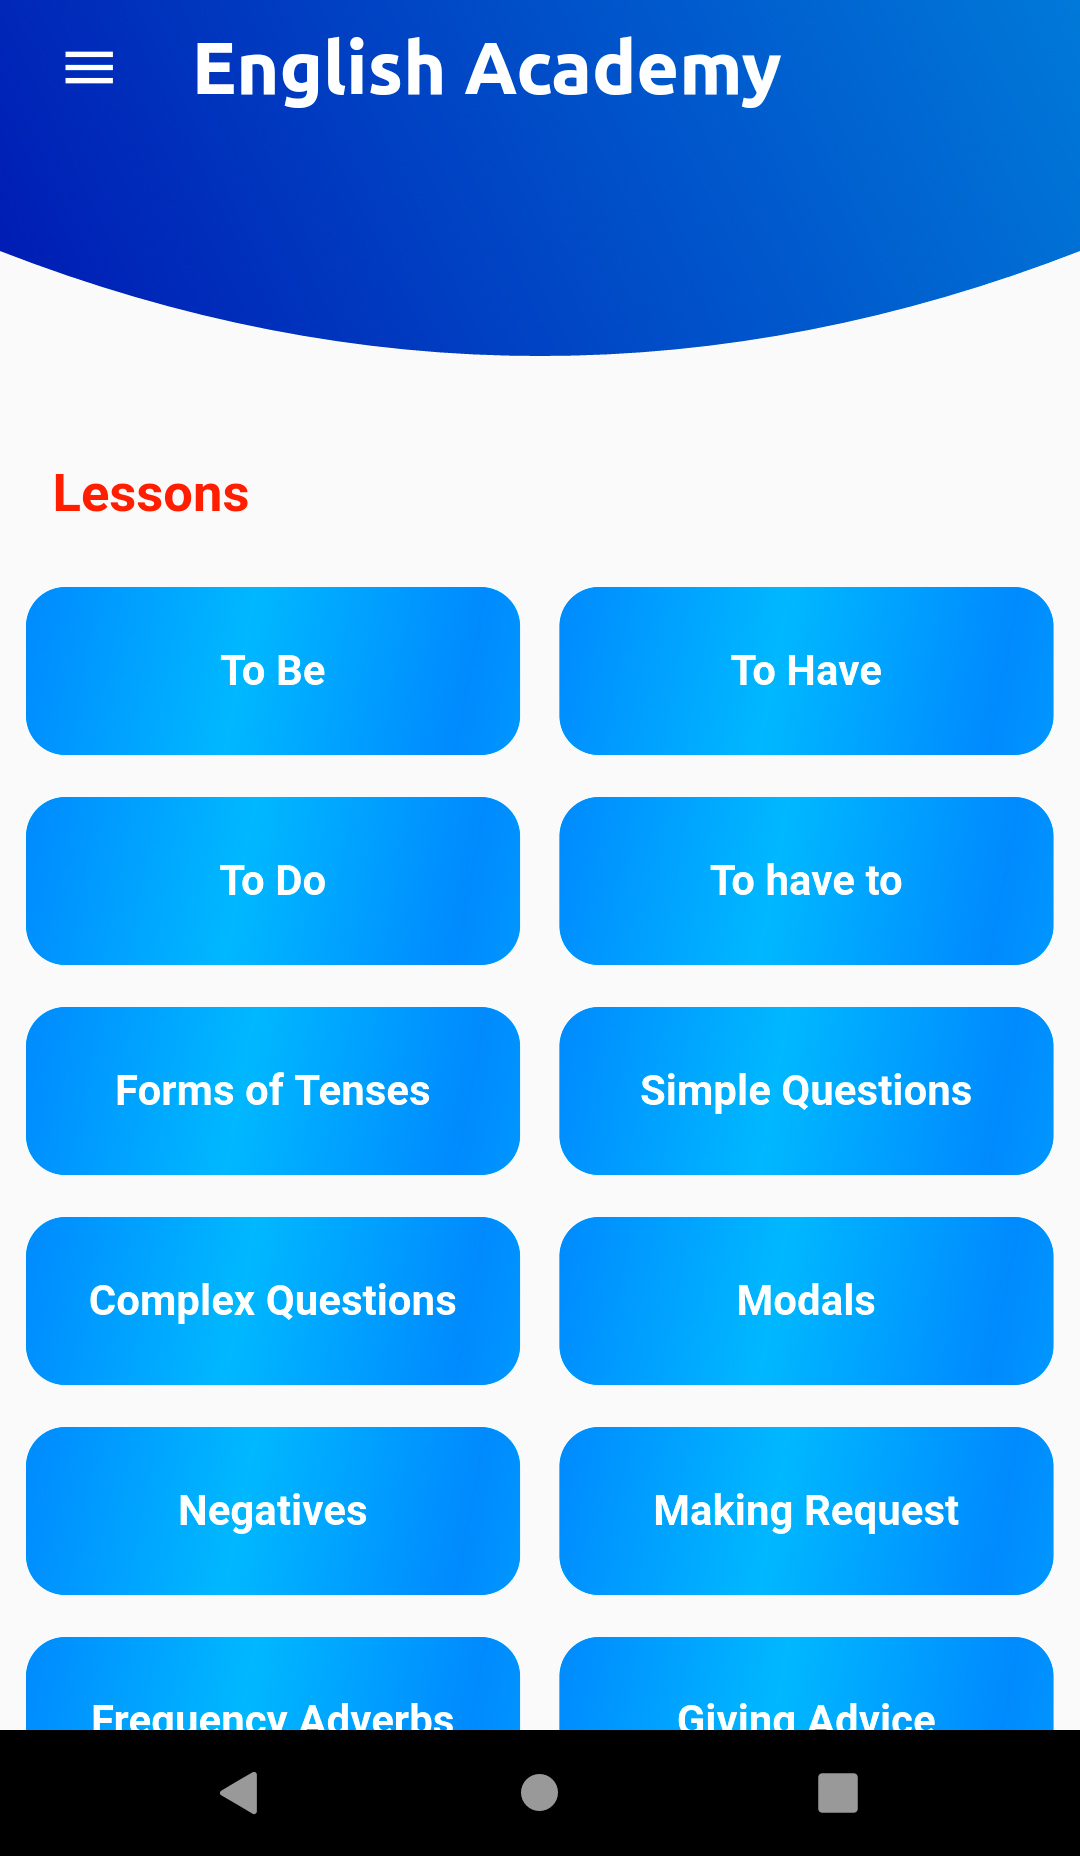 English Academy
Lessons
To Be
To Have
To Do
To have to
Forms of Tenses
Simple Questions
Complex Questions
Modals
Negatives
Making Request
Frequency Adverbs
Giving Advice